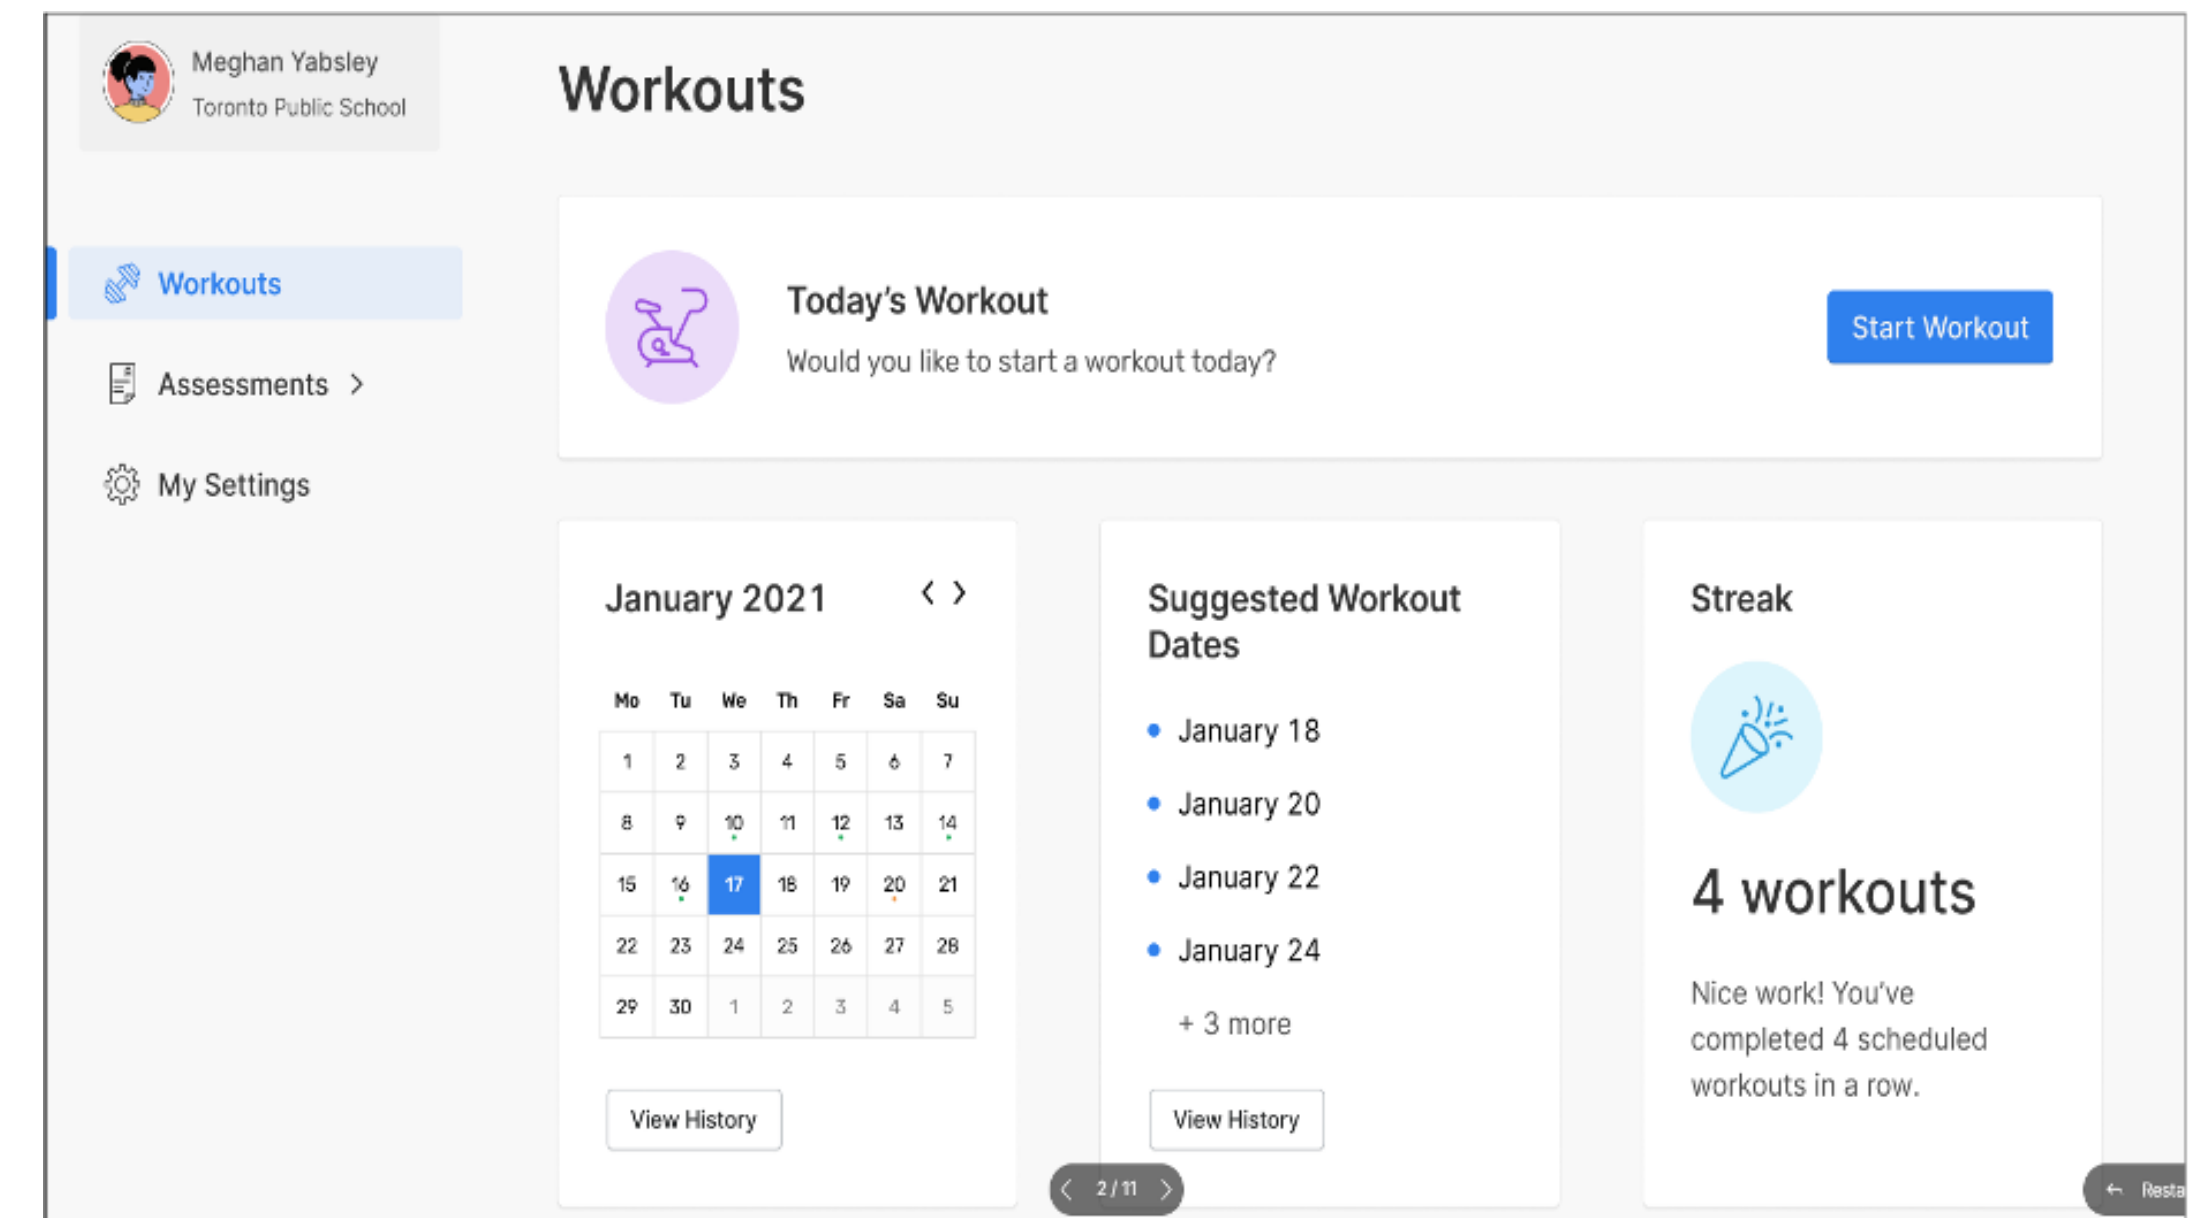 Meghan Yabsley
Toronto Public School
Workouts
Assessments >
My Settings
Workouts
Today's Workout
Would you like to start a workout today?
Start Workout
January 2021
Mo Tu We Th Fr Sa Su
1 2 3 4 5 6 7
8 9 10 11 12 13 14
15 16 17 18 19 20 21
22 23 24 25 26 27 28
29 30 1 2 3 4 5
View History
Suggested Workout
Dates
January 18
January 20
January 22
January 24
+ 3 more
View History
Streak
4 workouts
Nice work! You've
completed 4 scheduled
workouts in a row.
2 / 11
Resta